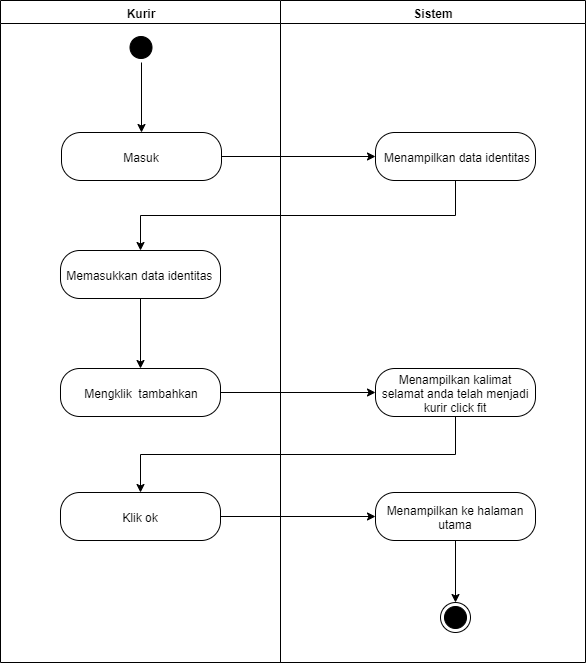 Kurir
Sistem
Masuk
Menampilkan data identitas
Memasukkan data identitas
Mengklik tambahkan
Menampilkan kalimat
selamat anda telah menjadi
kurir click fit
Klik ok
Menampilkan ke halaman
utama